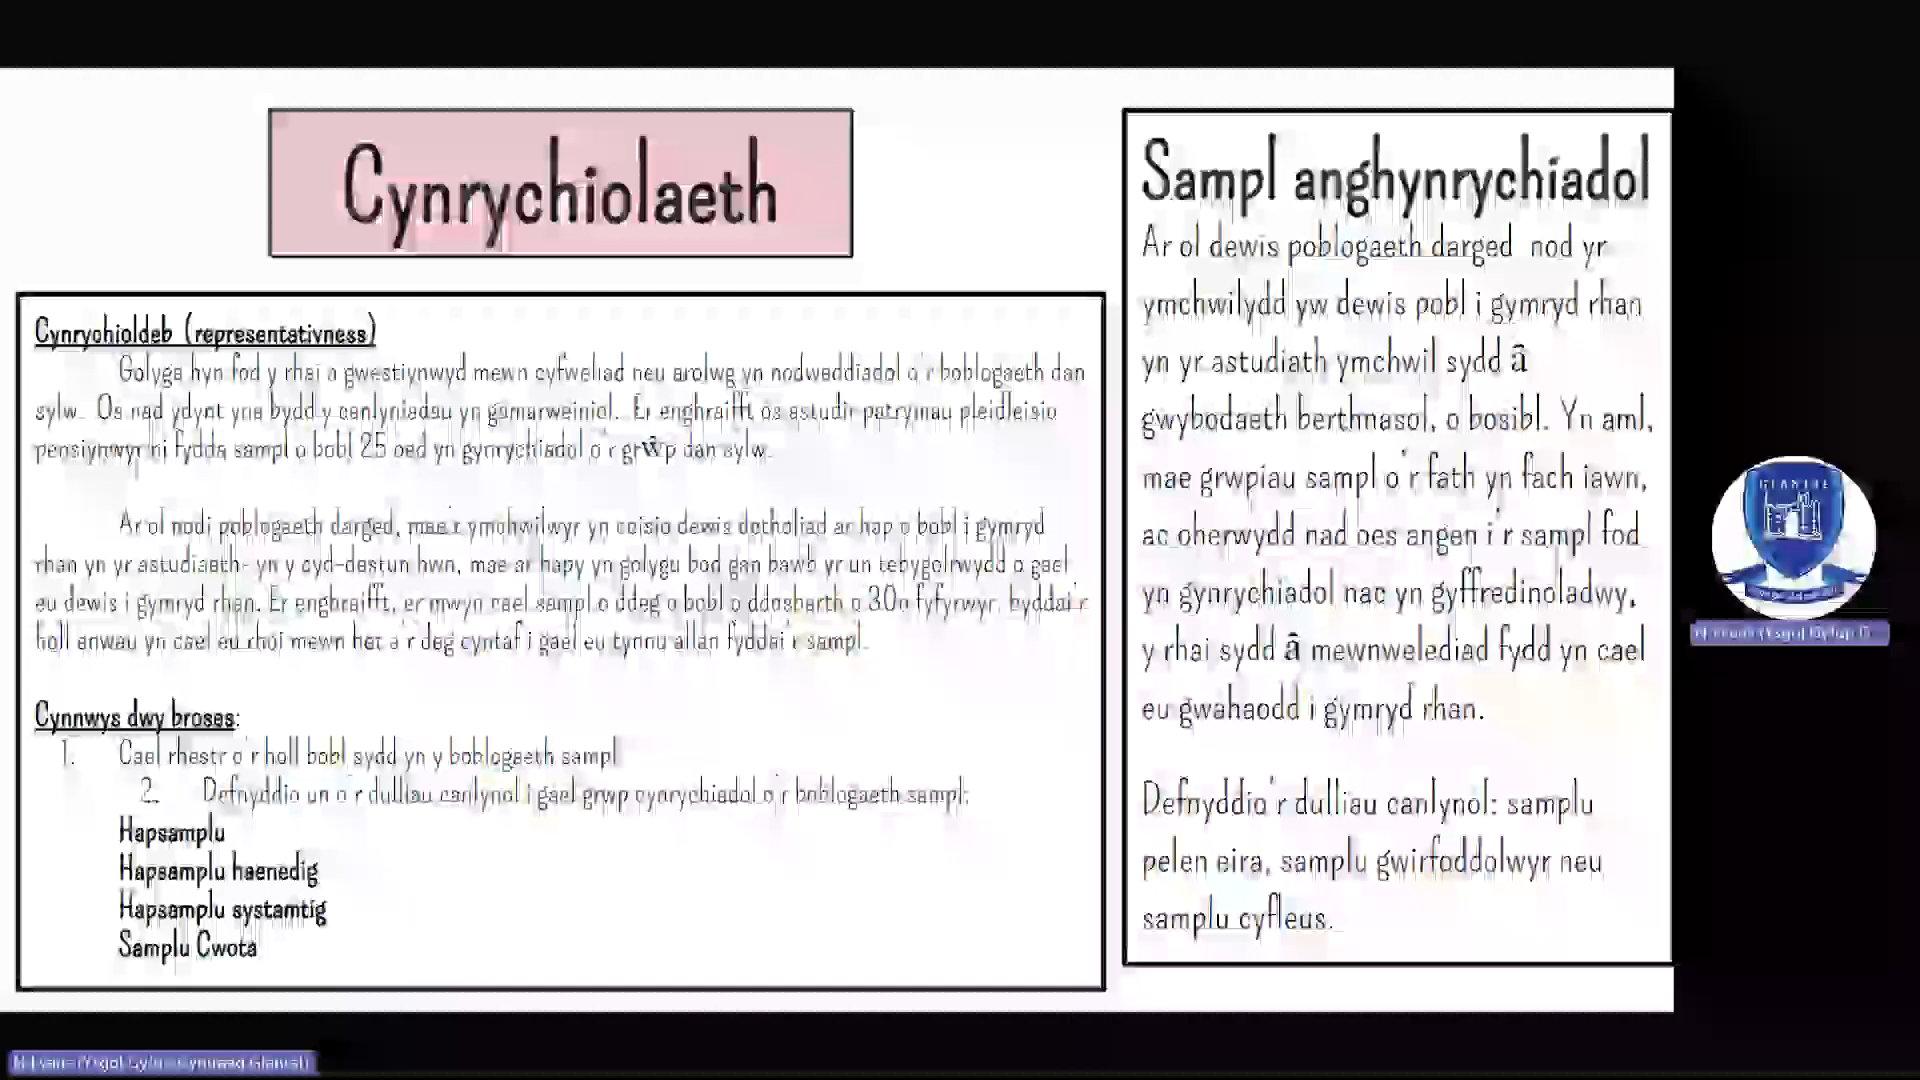 Cynrychiolaeth
Cynrychioldeb (representativness)
Golyga hyn fod y rhai a gwestiynwyd mewn cyfweliad neu arolwg yn nodweddiadol o'r boblogaeth dan
sylw. Os nad ydynt yna bydd y canlyniadau yn gamarweiniol. Er enghraifft os astudir patrymau pleidleisio
pensiynwyr ni fydda sampl o bobl 25 oed yn gynrychiadol o'r grŵp dan sylw.
Ar ol nodi poblogaeth darged, mae'r ymchwilwyr yn ceisio dewis detholiad ar hap o bobl i gymryd
rhan yn yr astudiaeth- yn y cyd-destun hwn, mae ar hapy yn golygu bod gan bawb yr un tebygolrwydd o gael
eu dewis i gymryd rhan. Er enghraifft, er mwyn cael sampl o ddeg o bobl o ddosbarth o 30o fyfyrwyr, byddai'r
holl enwau yn cael eu rhoi mewn het a'r deg cyntaf i gael eu tynnu allan fyddai'r sampl.
Cynnwys dwy broses:
1. Cael rhestr o'r holl bobl sydd yn y boblogaeth sampl
2. Defnyddio un o'r dulliau canlynol i gael grwp cynrychiadol o'r boblogaeth sampl:
Hapsamplu
Hapsamplu haenedig
Hapsamplu systamtig
Samplu Cwota
Sampl anghynrychiadol
Ar ol dewis poblogaeth darged nod yr
ymchwilydd yw dewis pobl i gymryd rhan
yn yr astudiath ymchwil sydd â
gwybodaeth berthnasol, o bosibl. Yn aml,
mae grwpiau sampl o'r fath yn fach iawn,
ac oherwydd nad oes angen i'r sampl fod
yn gynrychiadol nac yn gyffredinoladwy,
y rhai sydd â mewnwelediad fydd yn cael
eu gwahaodd i gymryd rhan.
Defnyddio'r dulliau canlynol: samplu
pelen eira, samplu gwirfoddolwyr neu
samplu cyfleus.